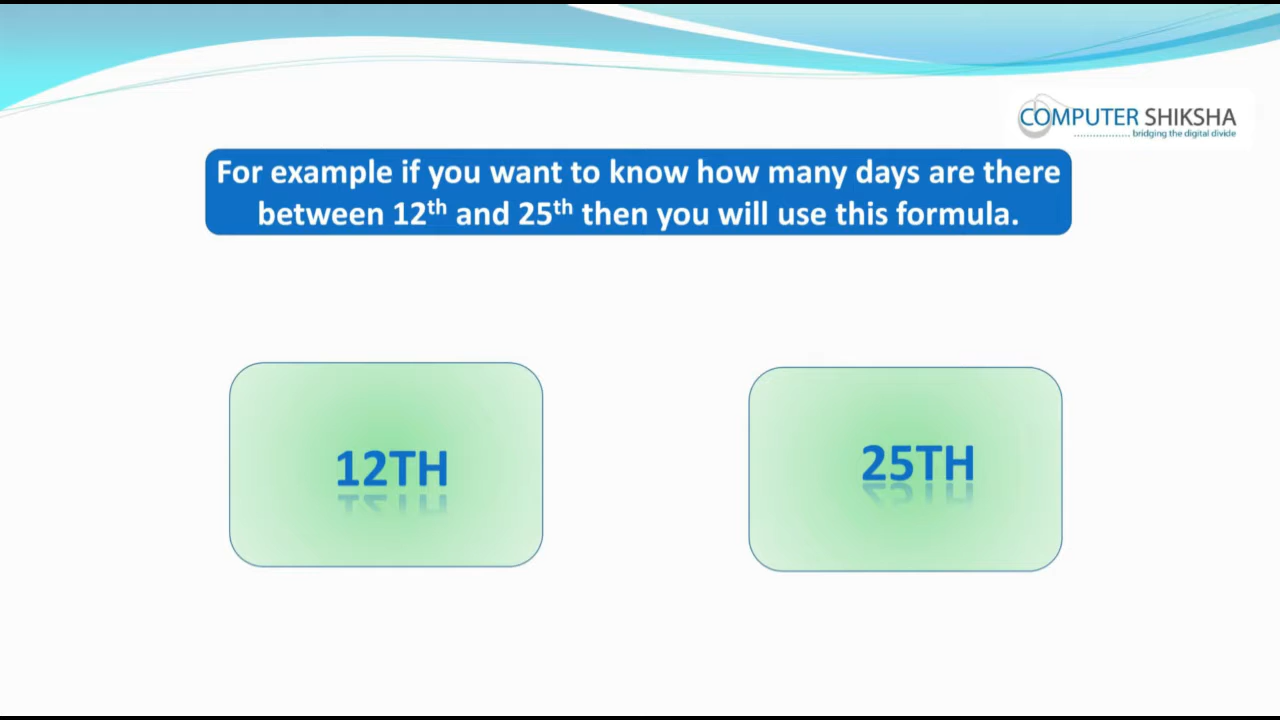 COMPUTER SHIKSHA
bridging the digital divide
For example if you want to know how many days are there
between 12th and 25th then you will use this formula.
12TH
25TH